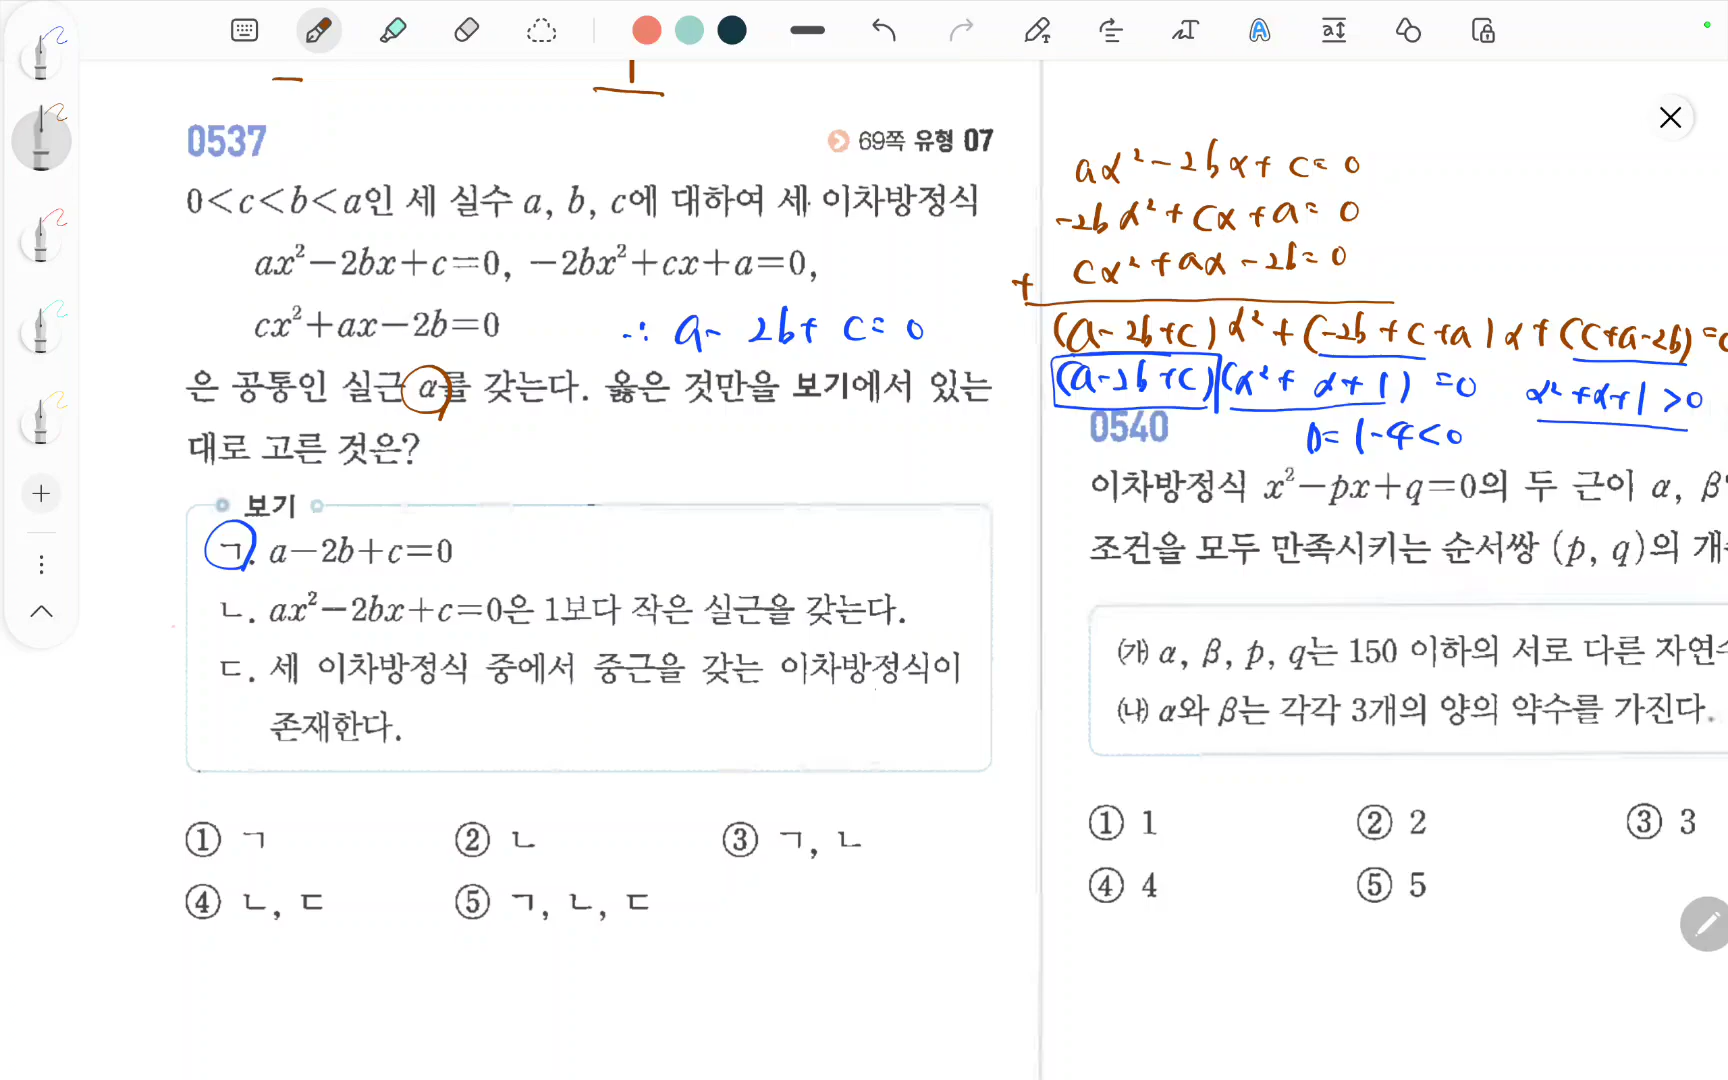 0537
69쪽 유형 07
0<c<b<a인 세 실수 a, b, c에 대하여 세 이차방정식
ax²-2bx+c=0, -2bx²+cx+a=0,
cx²+ax-2b=0
∴ a-2b+c=0
은 공통인 실근 α를 갖는다. 옳은 것만을 보기에서 있는
대로 고른 것은?
보기
ㄱ. a-2b+c=0
ㄴ. ax²-2bx+c=0은 1보다 작은 실근을 갖는다.
ㄷ. 세 이차방정식 중에서 중근을 갖는 이차방정식이
존재한다.
① ㄱ ② ㄴ ③ ㄱ, ㄴ
④ ㄴ, ㄷ ⑤ ㄱ, ㄴ, ㄷ
aα²-2bα+c=0
-2bα²+cα+a=0
cα²+aα-2b=0
+
(a-2b+c)α²+(-2b+c+a)α+(c+a-2b)=0
(a-2b+c)(α²+α+1)=0 α²+α+1>0
D=1-4<0
0540
이차방정식 x²-px+q=0의 두 근이 α, β
조건을 모두 만족시키는 순서쌍 (p, q)의 개
㈎ α, β, p, q는 150 이하의 서로 다른 자연수
㈏ α와 β는 각각 3개의 양의 약수를 가진다.
① 1 ② 2 ③ 3
④ 4 ⑤ 5